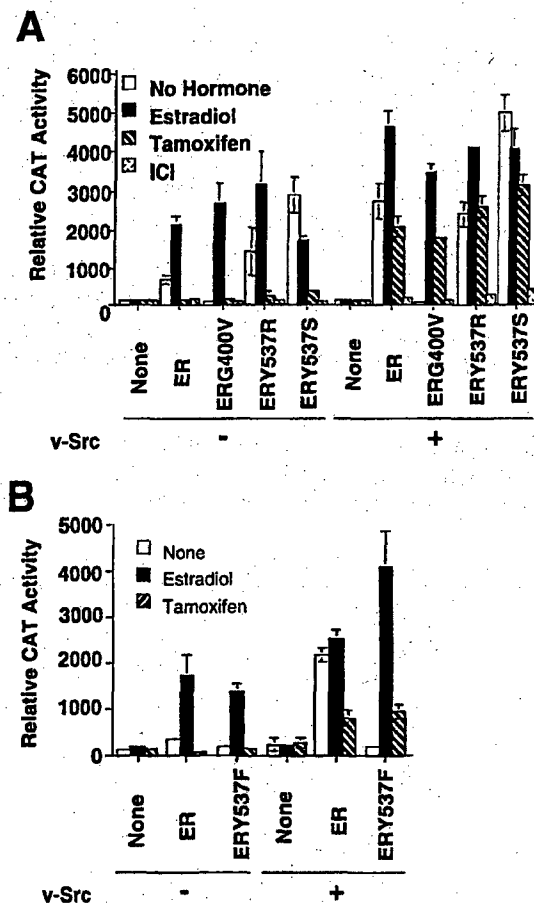 A
Relative CAT Activity
6000
5000
4000
3000
2000
1000
0
No Hormone
Estradiol
Tamoxifen
ICI
None
ER
ERG400V
ERY537R
ERY537S
None
ER
ERG400V
ERY537R
ERY537S
v-Src
-
+
B
Relative CAT Activity
5000
4000
3000
2000
1000
0
None
Estradiol
Tamoxifen
None
ER
ERY537F
None
ER
ERY537F
v-Src
-
+